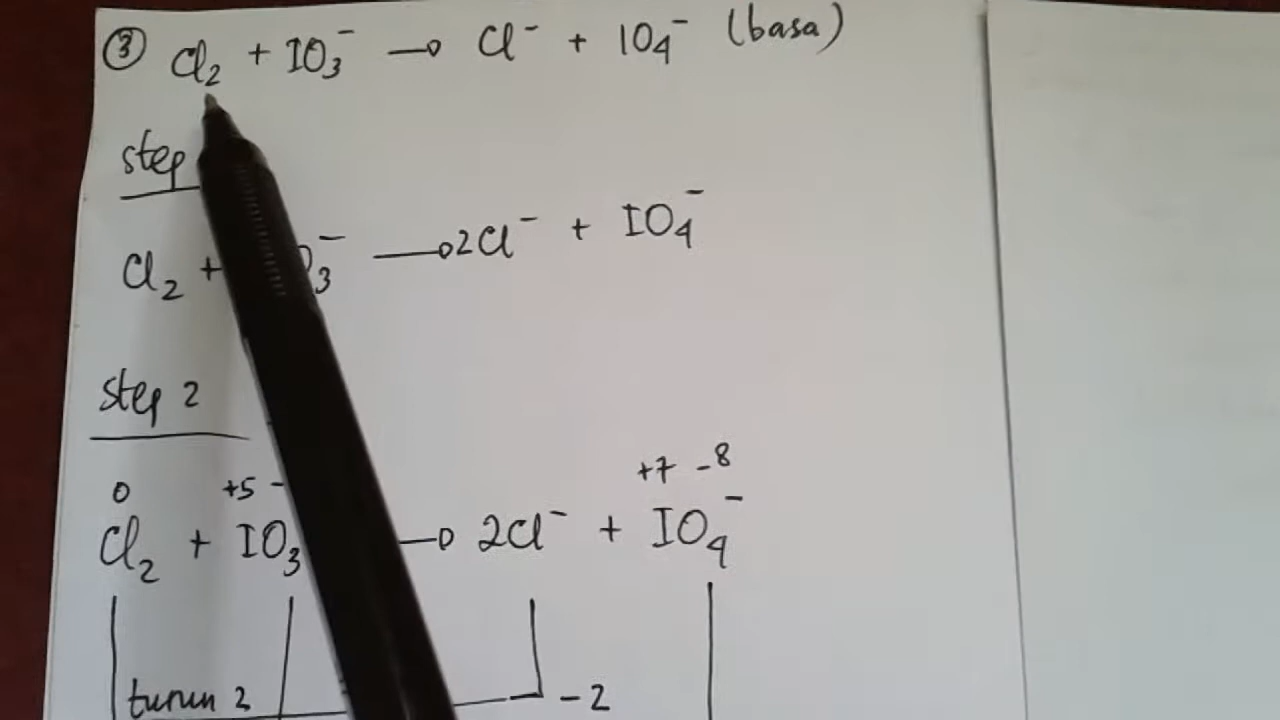 ③ Cl₂ + IO₃⁻ → Cl⁻ + IO₄⁻ (basa)
step
Cl₂ + O₃⁻ → 2Cl⁻ + IO₄⁻
step 2
0 +5 - +7 -8
Cl₂ + IO₃ → 2Cl⁻ + IO₄⁻
turun 2 -2